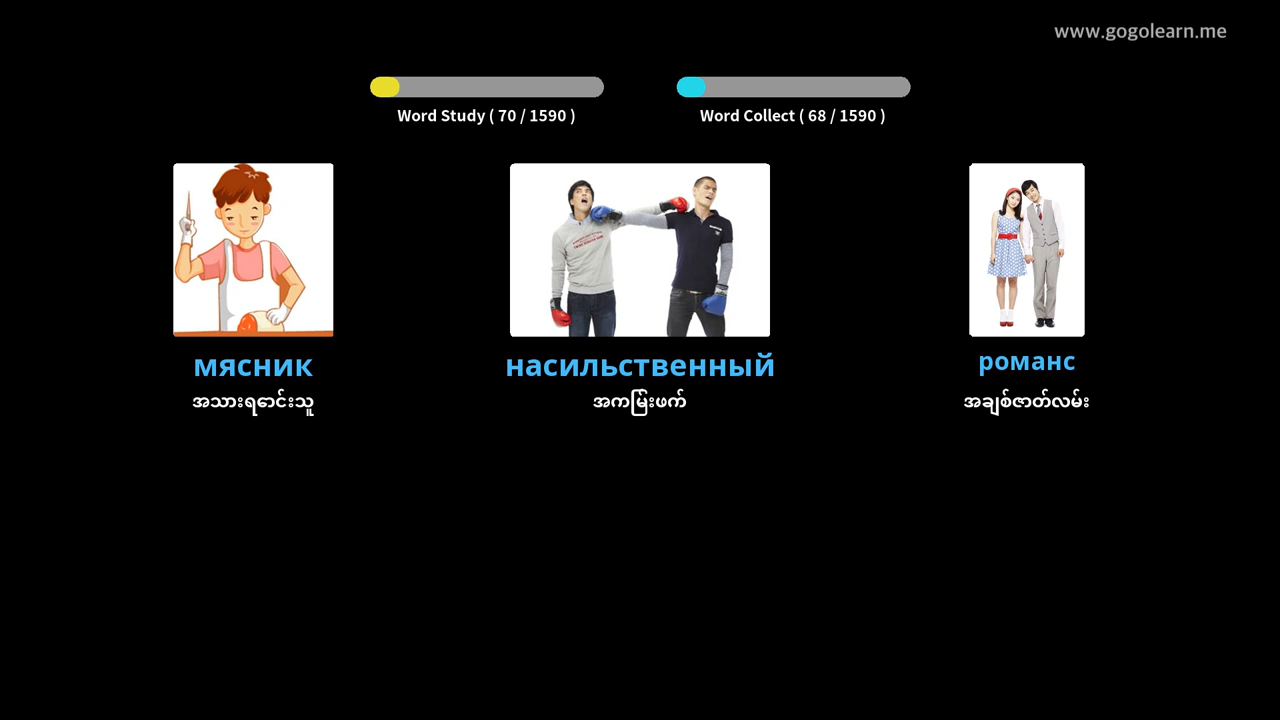 www.gogolearn.me
Word Study ( 70 / 1590 )
Word Collect ( 68 / 1590 )
мясник
насильственный
романс
အသားရောင်းသူ
အကမြ်းဖက်
အချစ်ဇာတ်လမ်း